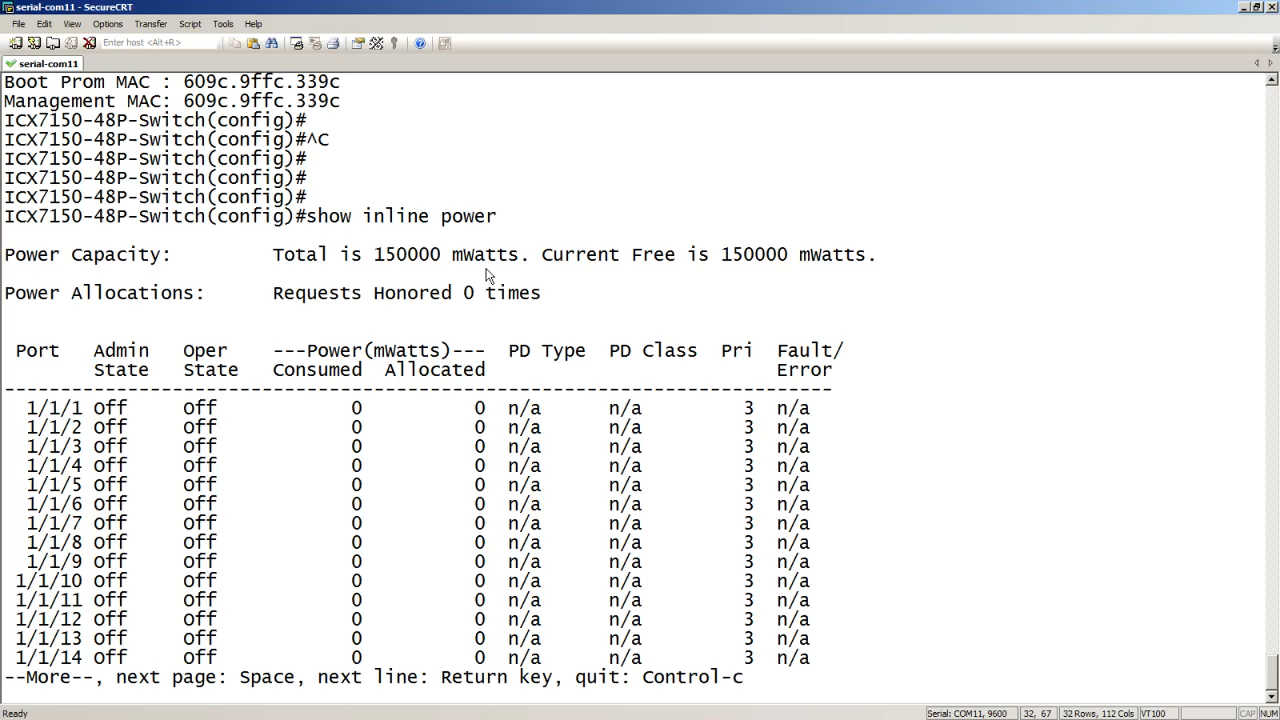 serial-com11 - SecureCRT
File Edit View Options Transfer Script Tools Help
Enter host <Alt+R>
serial-com11
Boot Prom MAC : 609c.9ffc.339c
Management MAC: 609c.9ffc.339c
ICX7150-48P-Switch(config)#
ICX7150-48P-Switch(config)#^C
ICX7150-48P-Switch(config)#
ICX7150-48P-Switch(config)#
ICX7150-48P-Switch(config)#
ICX7150-48P-Switch(config)#show inline power
Power Capacity: Total is 150000 mWatts. Current Free is 150000 mWatts.
Power Allocations: Requests Honored 0 times
Port Admin Oper ---Power(mWatts)--- PD Type PD Class Pri Fault/
State State Consumed Allocated Error
--------------------------------------------------------------------------
1/1/1 Off Off 0 0 n/a n/a 3 n/a
1/1/2 Off Off 0 0 n/a n/a 3 n/a
1/1/3 Off Off 0 0 n/a n/a 3 n/a
1/1/4 Off Off 0 0 n/a n/a 3 n/a
1/1/5 Off Off 0 0 n/a n/a 3 n/a
1/1/6 Off Off 0 0 n/a n/a 3 n/a
1/1/7 Off Off 0 0 n/a n/a 3 n/a
1/1/8 Off Off 0 0 n/a n/a 3 n/a
1/1/9 Off Off 0 0 n/a n/a 3 n/a
1/1/10 Off Off 0 0 n/a n/a 3 n/a
1/1/11 Off Off 0 0 n/a n/a 3 n/a
1/1/12 Off Off 0 0 n/a n/a 3 n/a
1/1/13 Off Off 0 0 n/a n/a 3 n/a
1/1/14 Off Off 0 0 n/a n/a 3 n/a
--More--, next page: Space, next line: Return key, quit: Control-c
Ready Serial: COM11, 9600 32, 67 32 Rows, 112 Cols VT100 CAP NUM